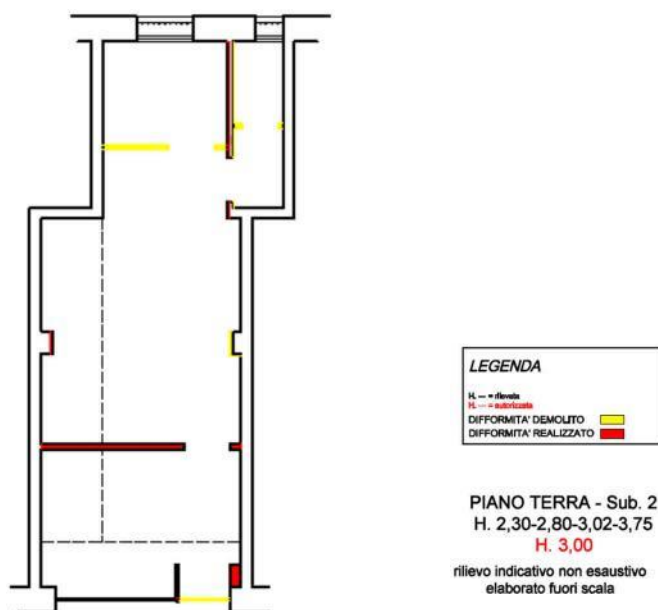 LEGENDA
H. --- = rilevata
H. --- = autorizzata
DIFFORMITA' DEMOLITO
DIFFORMITA' REALIZZATO
PIANO TERRA - Sub. 2
H. 2,30-2,80-3,02-3,75
H. 3,00
rilievo indicativo non esaustivo
elaborato fuori scala